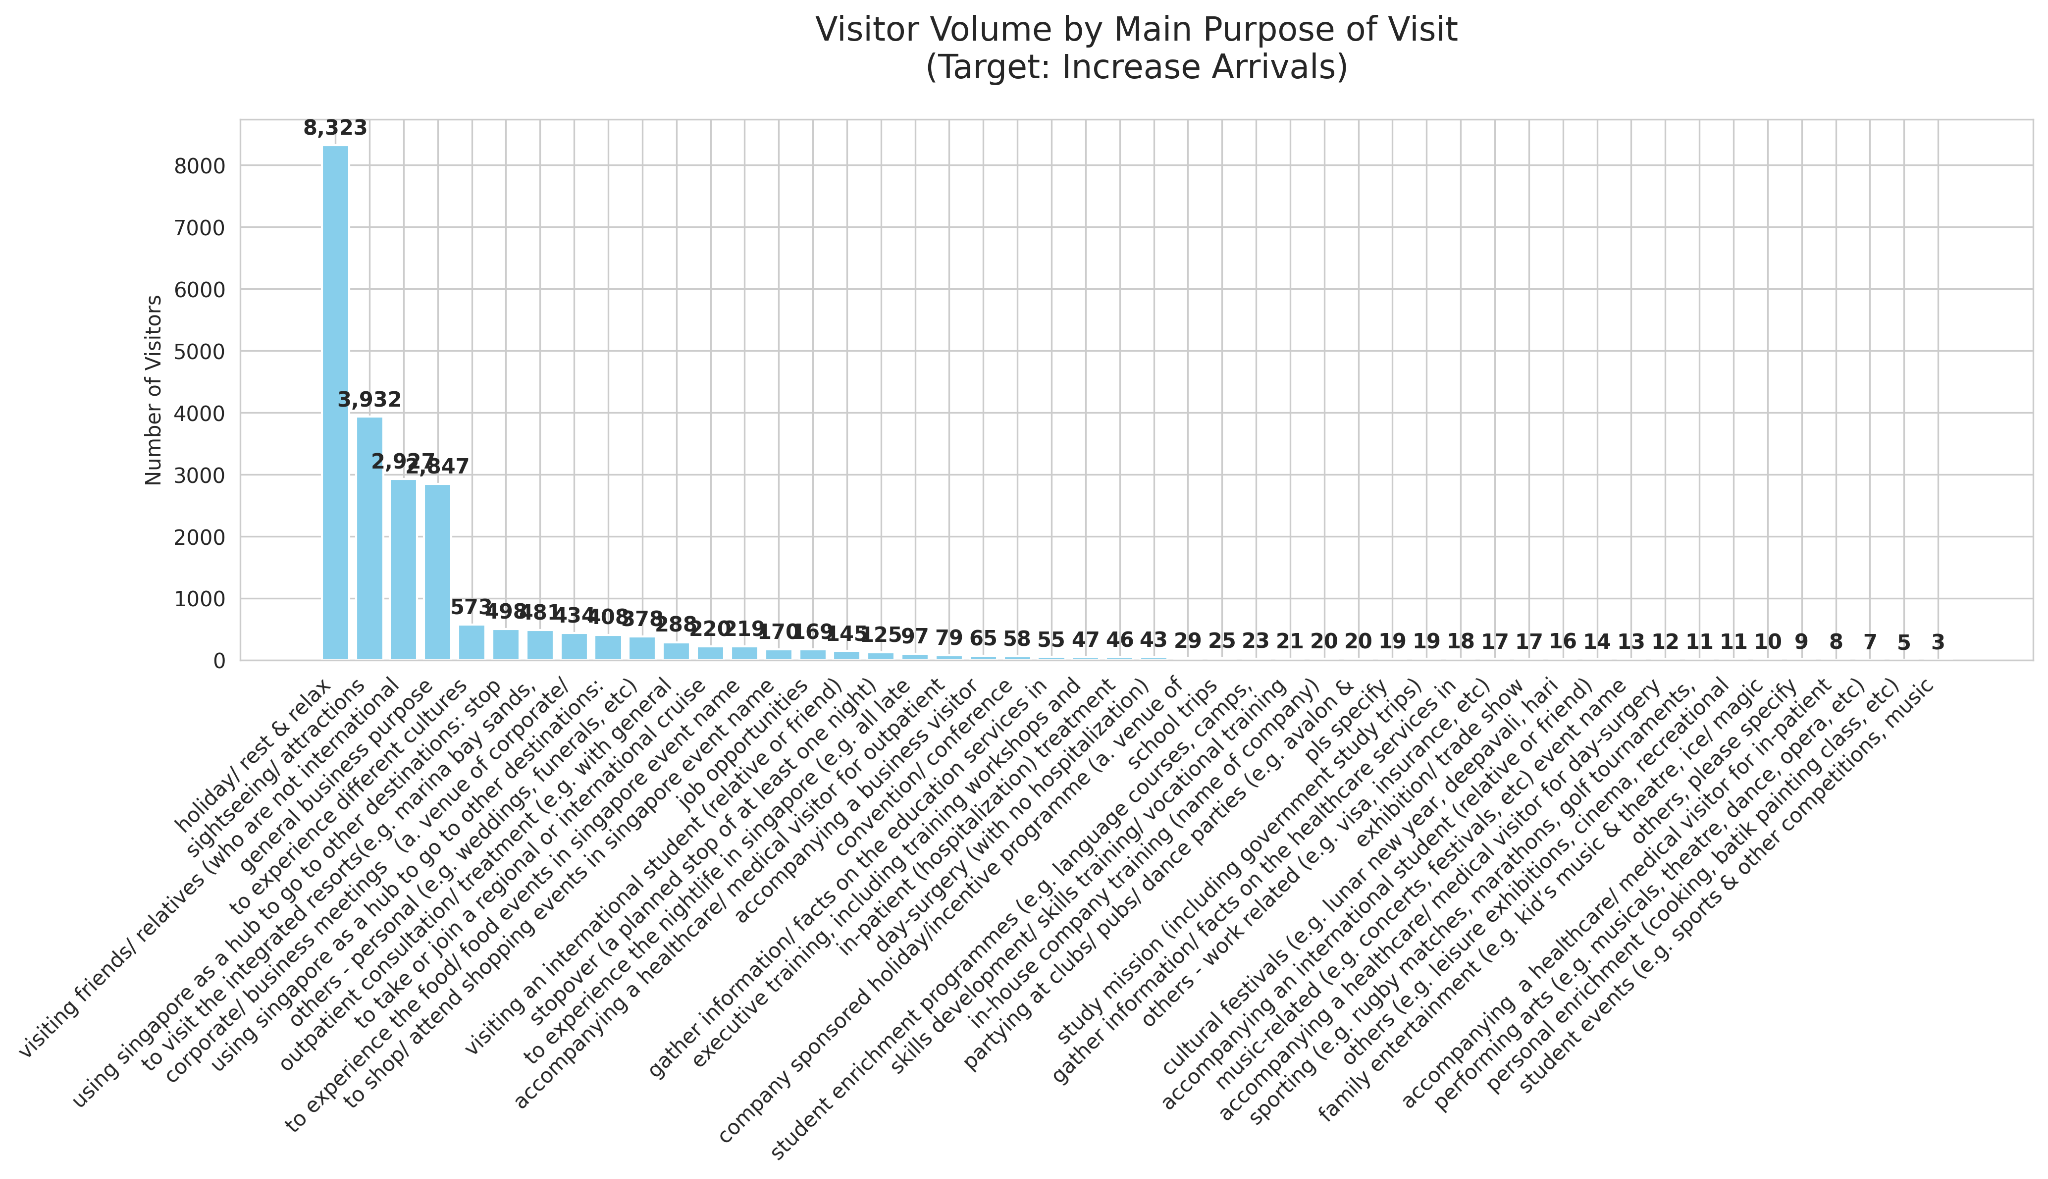 Visitor Volume by Main Purpose of Visit
(Target: Increase Arrivals)
Number of Visitors
8000
7000
6000
5000
4000
3000
2000
1000
0
8,323
3,932
2,927
2,847
573
498
481
434
408
378
288
220
219
170
169
145
125
97
79
65
58
55
47
46
43
29
25
23
21
20
20
19
19
18
17
17
16
14
13
12
11
11
10
9
8
7
5
3
holiday/ rest & relax
sightseeing/ attractions
visiting friends/ relatives (who are not international
general business purpose
to experience different cultures
using singapore as a hub to go to other destinations: stop
to visit the integrated resorts(e.g. marina bay sands,
corporate/ business meetings  (a. venue of corporate/
using singapore as a hub to go to other destinations:
others - personal (e.g. weddings, funerals, etc)
outpatient consultation/ treatment (e.g. with general
to take or join a regional or international cruise
to experience the food/ food events in singapore event name
to shop/ attend shopping events in singapore event name
job opportunities
visiting an international student (relative or friend)
stopover (a planned stop of at least one night)
to experience the nightlife in singapore (e.g. all late
accompanying a healthcare/ medical visitor for outpatient
accompanying a business visitor
convention/ conference
gather information/ facts on the education services in
executive training, including training workshops and
in-patient (hospitalization) treatment
day-surgery (with no hospitalization)
company sponsored holiday/incentive programme (a. venue of
school trips
student enrichment programmes (e.g. language courses, camps,
skills development/ skills training/ vocational training
in-house company training (name of company)
partying at clubs/ pubs/ dance parties (e.g. avalon &
pls specify
study mission (including government study trips)
gather information/ facts on the healthcare services in
others - work related (e.g. visa, insurance, etc)
exhibition/ trade show
cultural festivals (e.g. lunar new year, deepavali, hari
accompanying an international student (relative or friend)
music-related (e.g. concerts, festivals, etc) event name
accompanying a healthcare/ medical visitor for day-surgery
sporting (e.g. rugby matches, marathons, golf tournaments,
others (e.g. leisure exhibitions, cinema, recreational
family entertainment (e.g. kid's music & theatre, ice/ magic
others, please specify
accompanying  a healthcare/ medical visitor for in-patient
performing arts (e.g. musicals, theatre, dance, opera, etc)
personal enrichment (cooking, batik painting class, etc)
student events (e.g. sports & other competitions, music